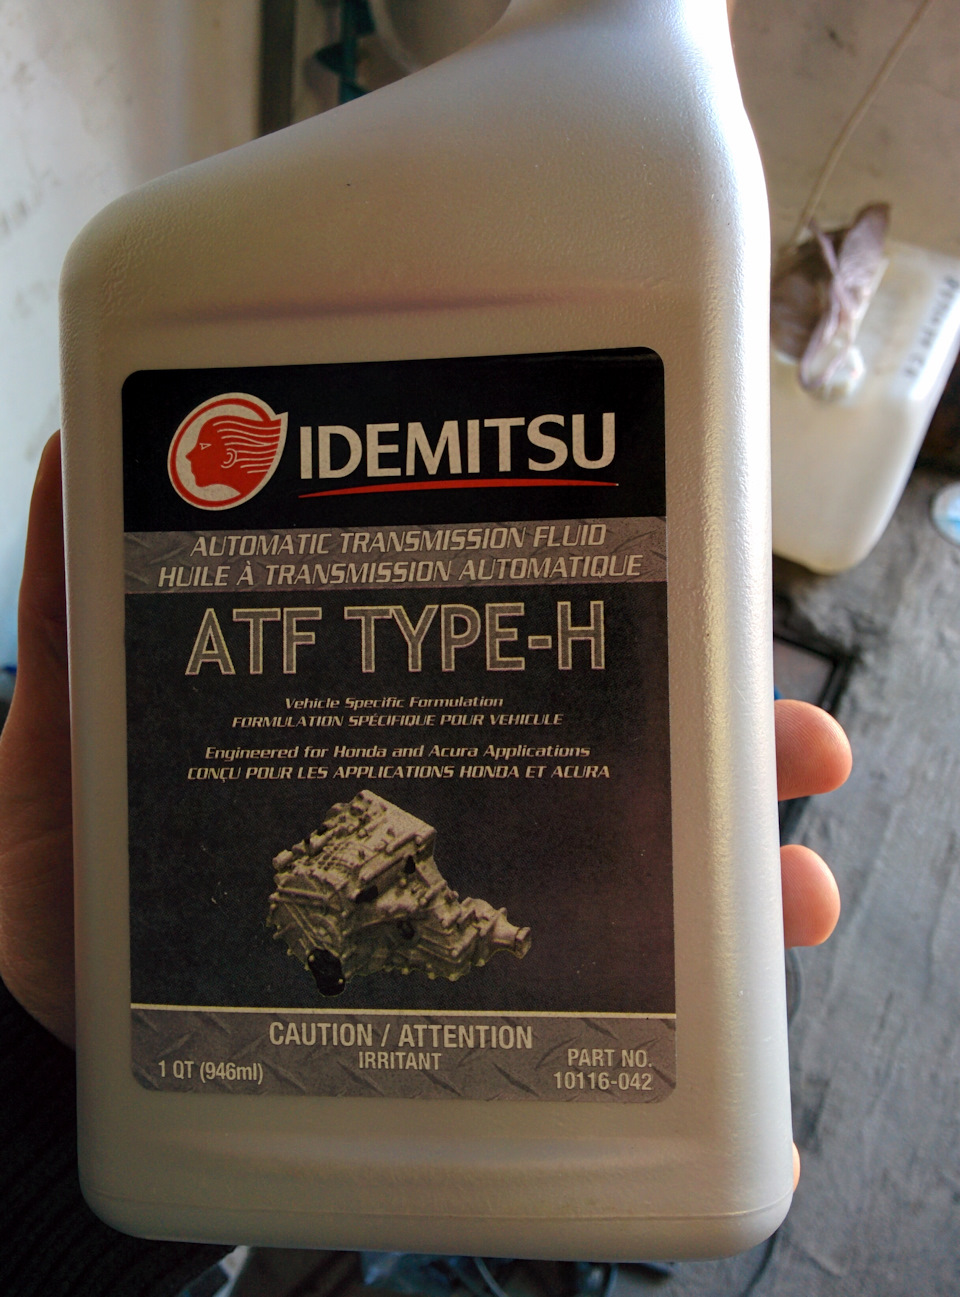 IDEMITSU
AUTOMATIC TRANSMISSION FLUID
HUILE À TRANSMISSION AUTOMATIQUE
ATF TYPE-H
Vehicle Specific Formulation
FORMULATION SPÉCIFIQUE POUR VEHICULE
Engineered for Honda and Acura Applications
CONÇU POUR LES APPLICATIONS HONDA ET ACURA
CAUTION / ATTENTION
IRRITANT
1 QT (946ml)
PART NO.
10116-042